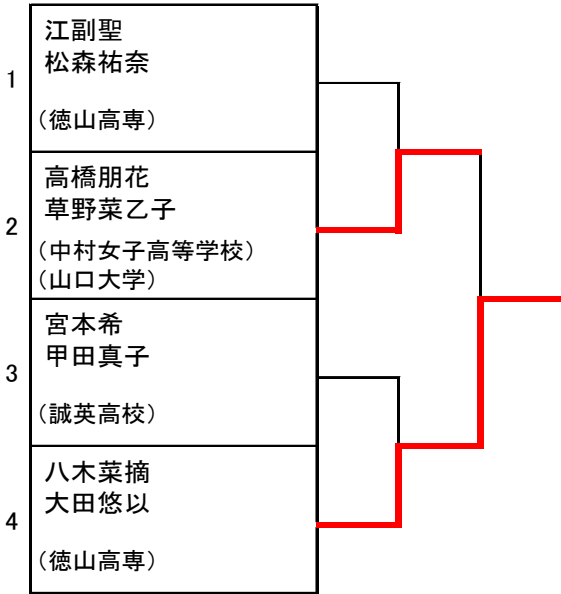 1
江副聖
松森祐奈
（徳山高専）
2
高橋朋花
草野菜乙子
（中村女子高等学校）
（山口大学）
3
宮本希
甲田真子
（誠英高校）
4
八木菜摘
大田悠以
（徳山高専）